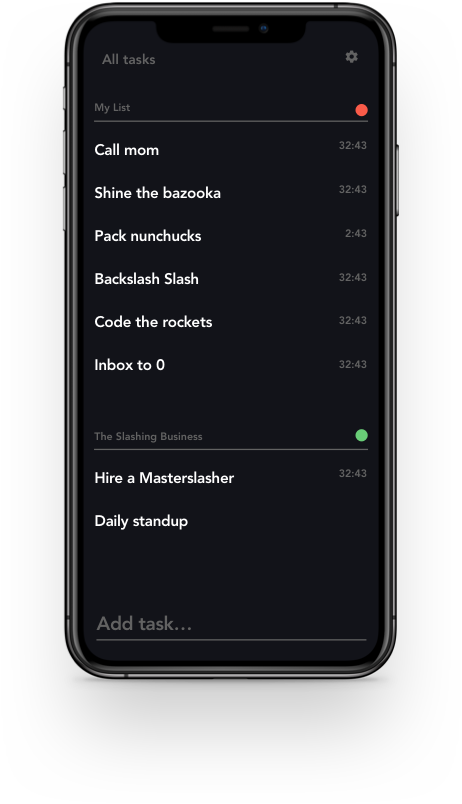 All tasks
My List
Call mom 32:43
Shine the bazooka 32:43
Pack nunchucks 2:43
Backslash Slash 32:43
Code the rockets 32:43
Inbox to 0 32:43
The Slashing Business
Hire a Masterslasher 32:43
Daily standup
Add task...